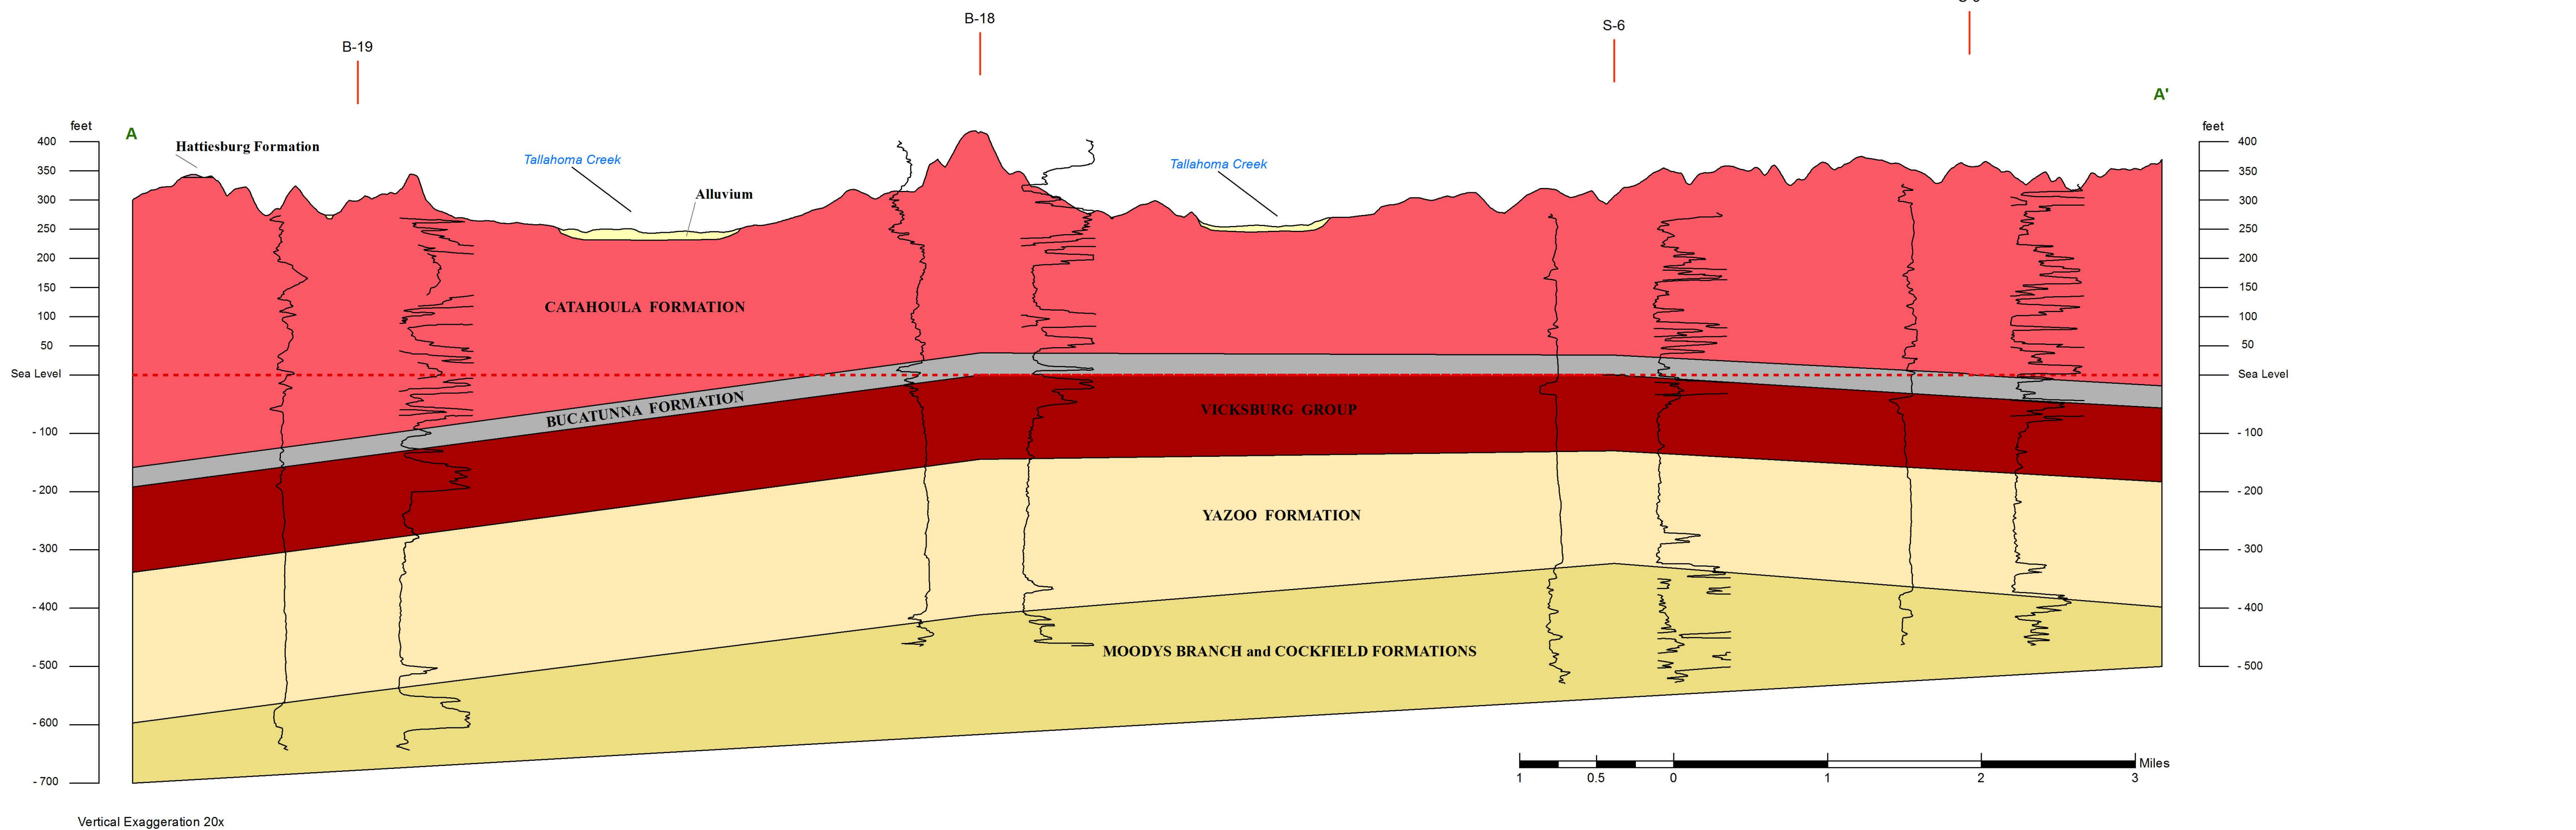 B-18
S-6
B-19
A'
feet
A
feet
Hattiesburg Formation
Tallahoma Creek
Tallahoma Creek
Alluvium
400
350
300
250
200
150
100
50
Sea Level
- 100
- 200
- 300
- 400
- 500
- 600
- 700
400
350
300
250
200
150
100
50
Sea Level
- 100
- 200
- 300
- 400
- 500
CATAHOULA FORMATION
BUCATUNNA FORMATION
VICKSBURG GROUP
YAZOO FORMATION
MOODYS BRANCH and COCKFIELD FORMATIONS
Miles
1 0.5 0 1 2 3
Vertical Exaggeration 20x